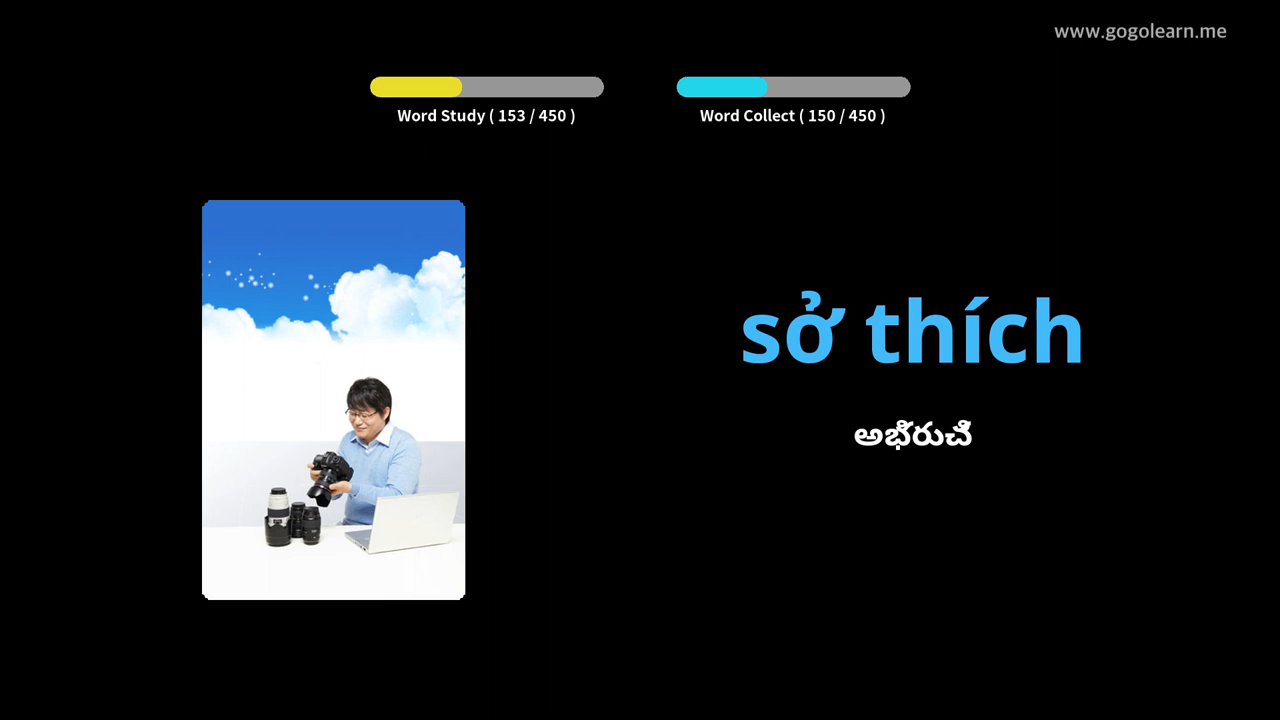 www.gogolearn.me
Word Study ( 153 / 450 )
Word Collect ( 150 / 450 )
sở thích
అభిరుచి